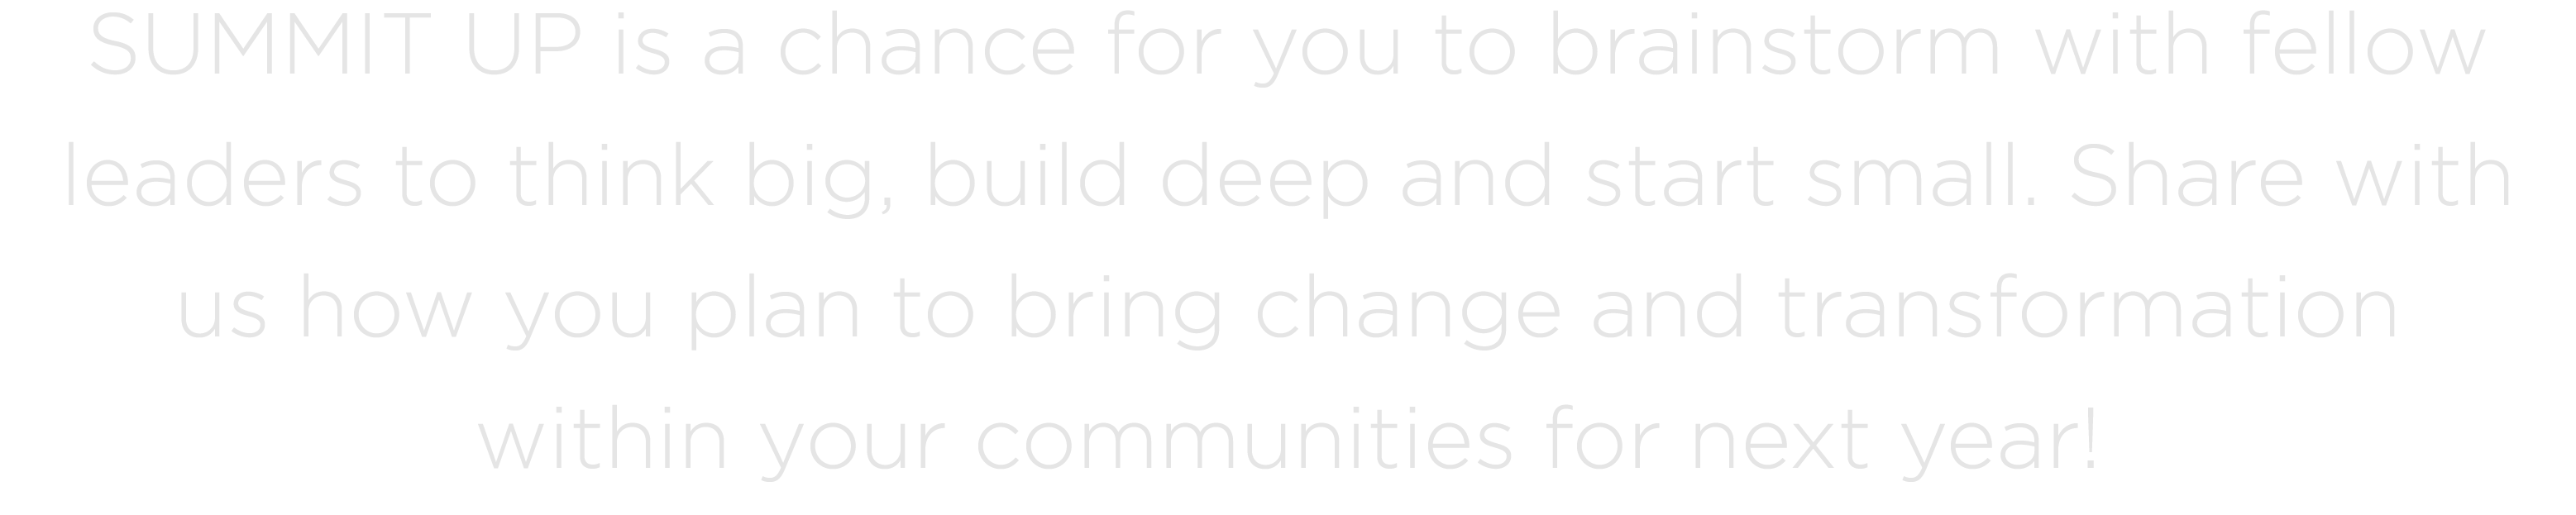 SUMMIT UP is a chance for you to brainstorm with fellow
leaders to think big, build deep and start small. Share with
us how you plan to bring change and transformation
within your communities for next year!